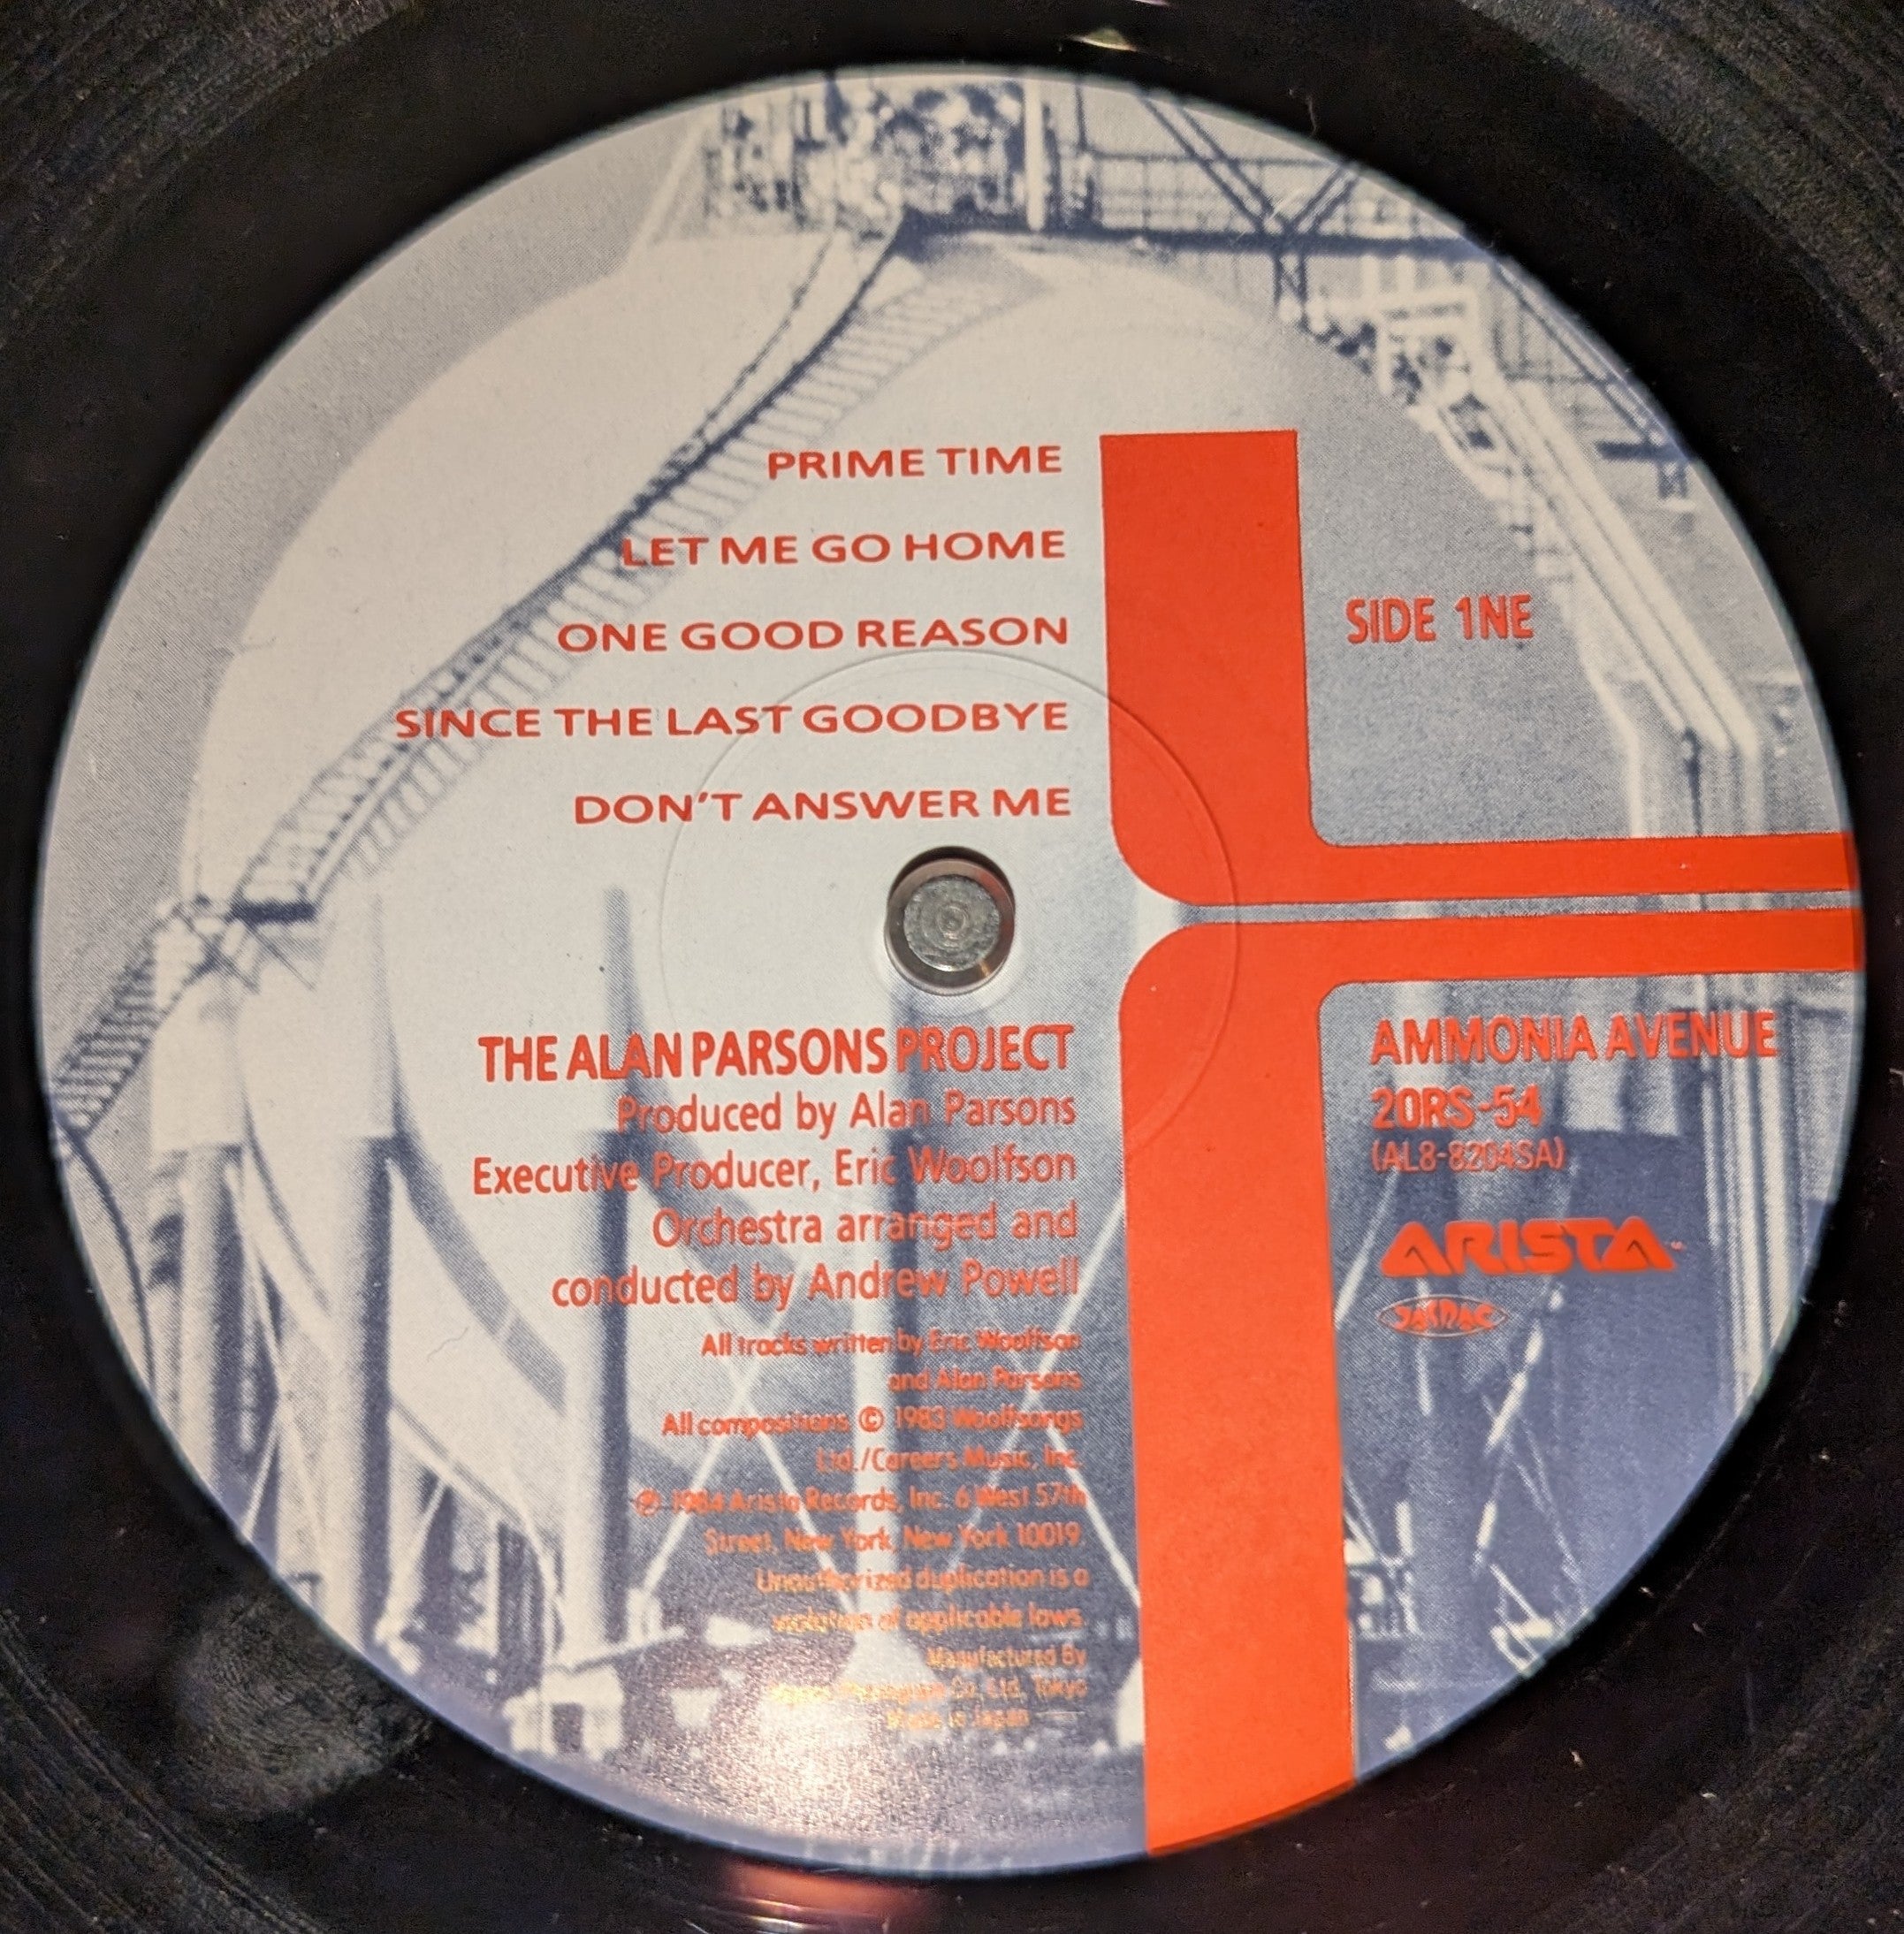 PRIME TIME
LET ME GO HOME
ONE GOOD REASON
SINCE THE LAST GOODBYE
DON'T ANSWER ME
SIDE 1NE
THE ALAN PARSONS PROJECT
Produced by Alan Parsons
Executive Producer, Eric Woolfson
Orchestra arranged and
conducted by Andrew Powell
All tracks written by Eric Woolfson
and Alan Parsons
All compositions © 1983 Woolfsongs
Ltd./Careers Music, Inc.
℗ 1984 Arista Records, Inc. 6 West 57th
Street, New York, New York 10019.
Unauthorized duplication is a
violation of applicable laws.
Manufactured By
Co., Ltd., Tokyo
Made in Japan
AMMONIA AVENUE
20RS-54
(AL8-8204SA)
ARISTA
JASRAC